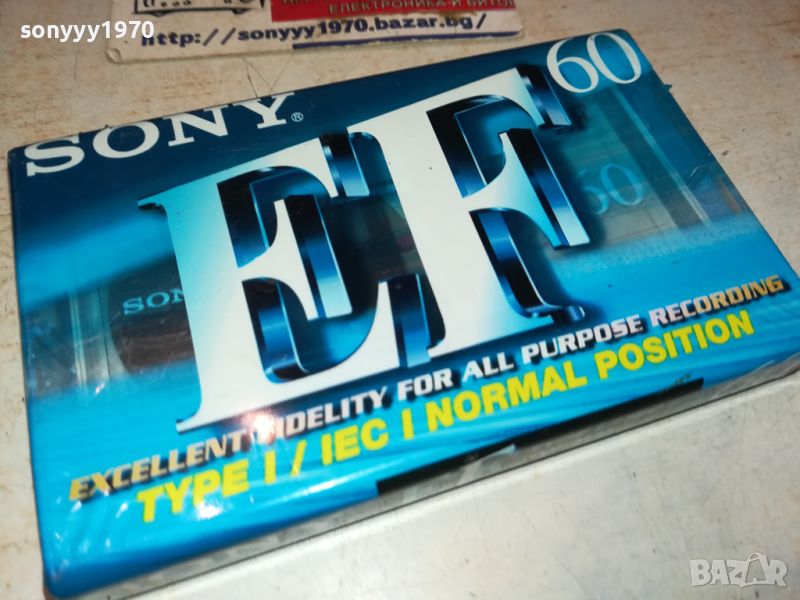 sonyyy1970
http://sonyyy1970.bazar.bg/
SONY®
60
EF
60
SON
EXCELLENT FIDELITY FOR ALL PURPOSE RECORDING
TYPE I / IEC I NORMAL POSITION
BAZAR